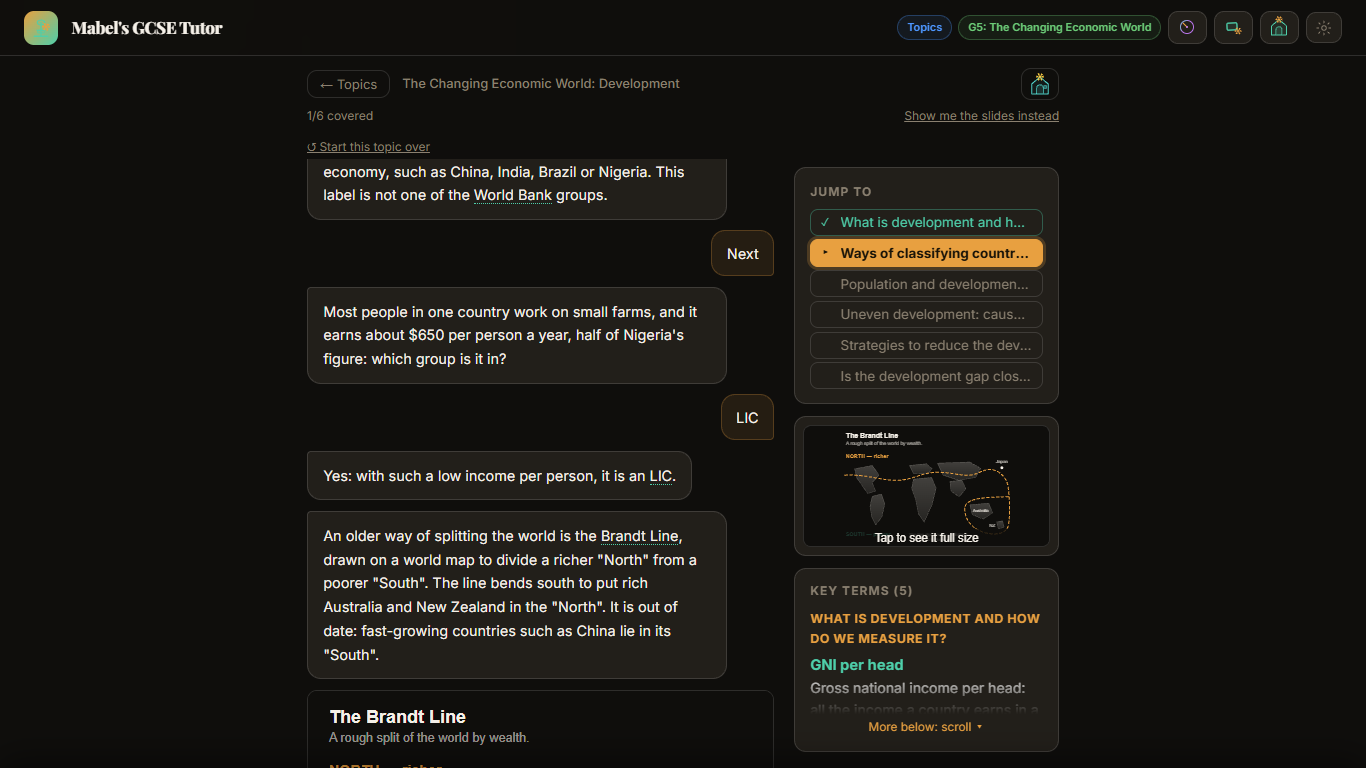 Mabel's GCSE Tutor
Topics
G5: The Changing Economic World
← Topics
The Changing Economic World: Development
1/6 covered
Show me the slides instead
↺ Start this topic over
economy, such as China, India, Brazil or Nigeria. This
label is not one of the World Bank groups.
Next
Most people in one country work on small farms, and it
earns about $650 per person a year, half of Nigeria's
figure: which group is it in?
LIC
Yes: with such a low income per person, it is an LIC.
An older way of splitting the world is the Brandt Line,
drawn on a world map to divide a richer "North" from a
poorer "South". The line bends south to put rich
Australia and New Zealand in the "North". It is out of
date: fast-growing countries such as China lie in its
"South".
The Brandt Line
A rough split of the world by wealth.
NORTH — richer
JUMP TO
✓ What is development and h...
▸ Ways of classifying countr...
Population and developmen...
Uneven development: caus...
Strategies to reduce the dev...
Is the development gap clos...
The Brandt Line
A rough split of the world by wealth.
NORTH — richer
Japan
Australia
NZ
Tap to see it full size
KEY TERMS (5)
WHAT IS DEVELOPMENT AND HOW
DO WE MEASURE IT?
GNI per head
Gross national income per head:
all the income a country earns in a
More below: scroll ▾